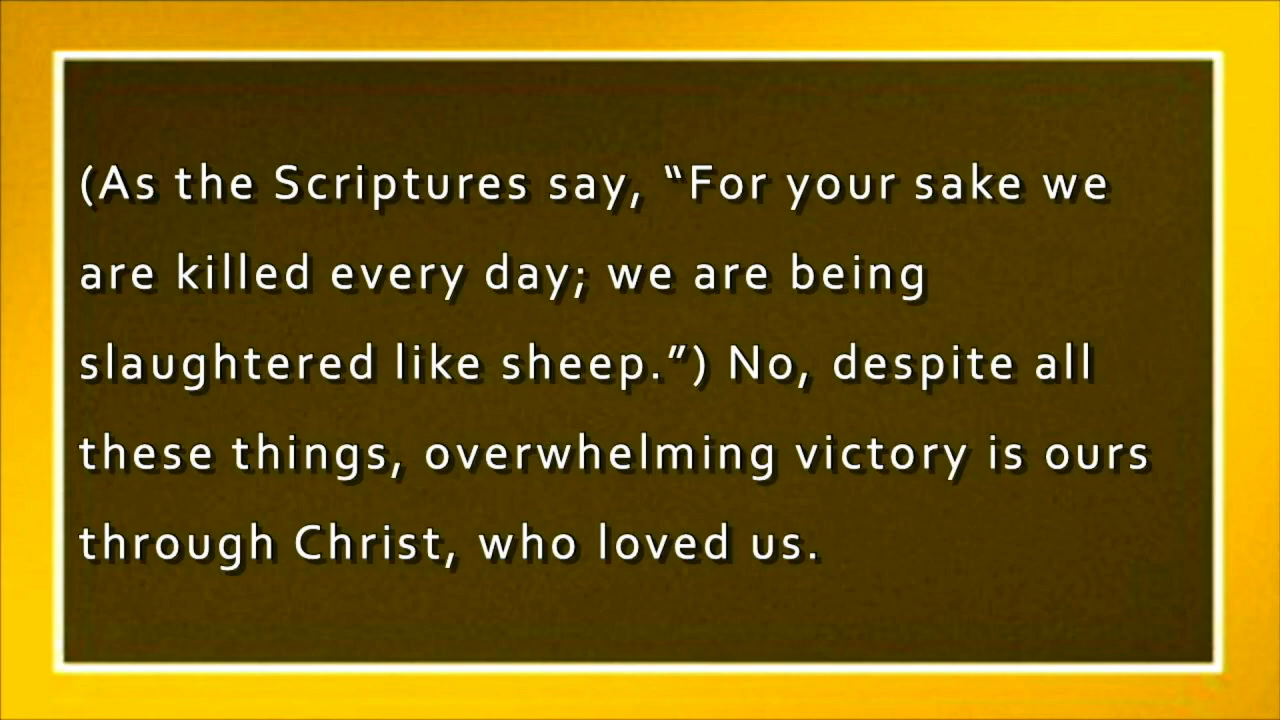 (As the Scriptures say, “For your sake we
are killed every day; we are being
slaughtered like sheep.”) No, despite all
these things, overwhelming victory is ours
through Christ, who loved us.